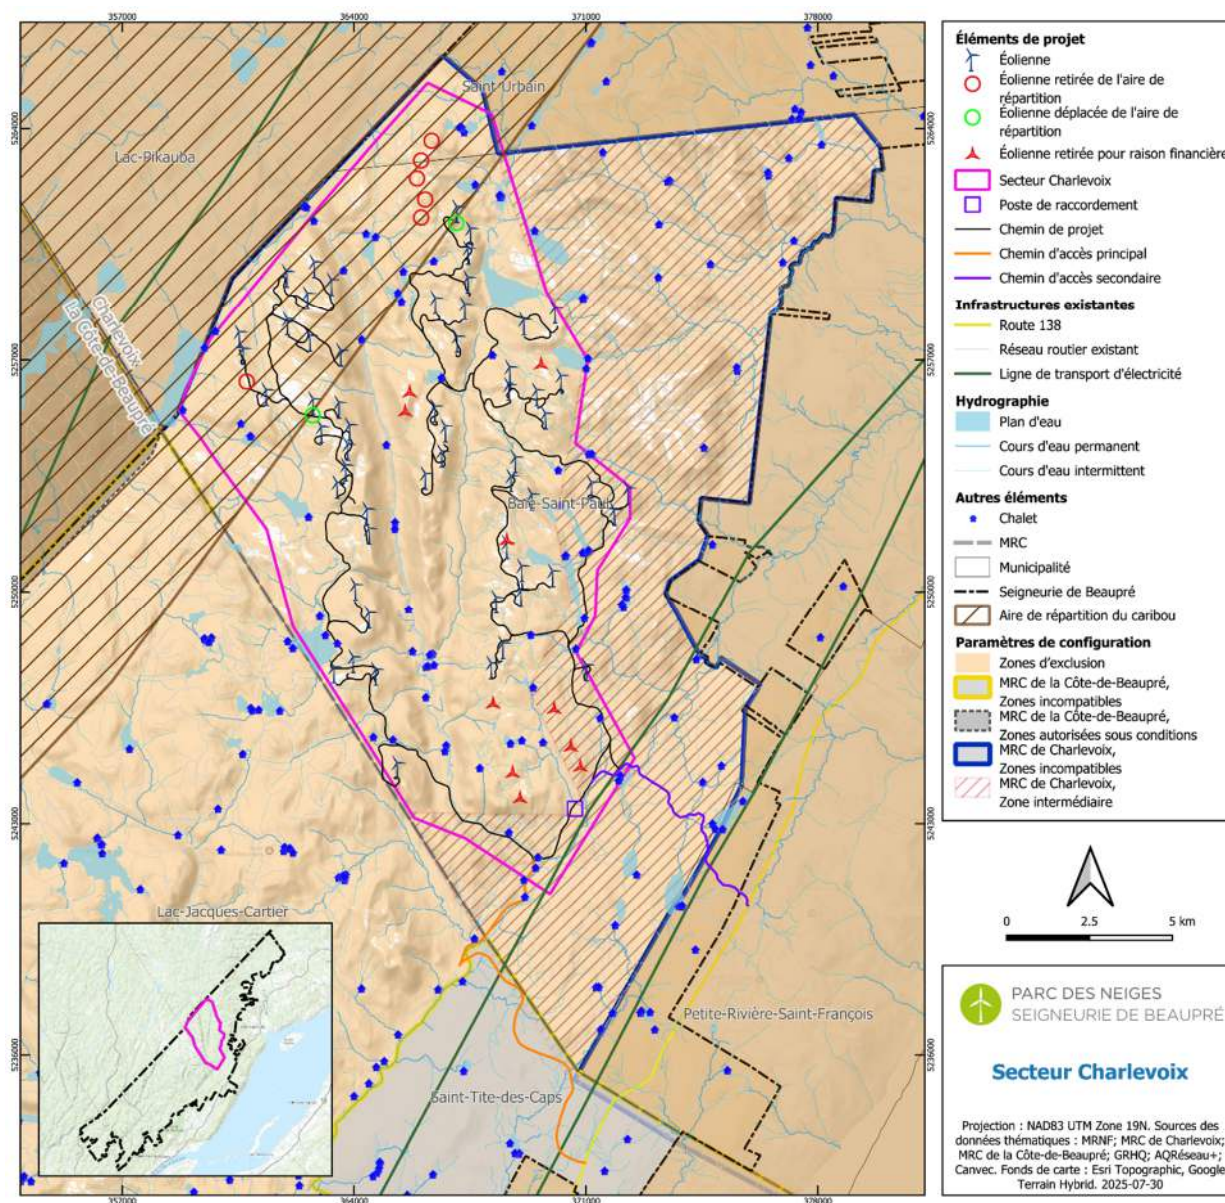 357000
364000
371000
378000
5264000
5257000
5250000
5243000
5236000
5264000
5257000
5250000
5243000
5236000
Saint-Urbain
Lac-Pikauba
Charlevoix
La Côte-de-Beaupré
Baie-Saint-Paul
Lac-Jacques-Cartier
Petite-Rivière-Saint-François
Saint-Tite-des-Caps
357000
364000
371000
378000
Éléments de projet
Éolienne
Éolienne retirée de l'aire de
répartition
Éolienne déplacée de l'aire de
répartition
Éolienne retirée pour raison financière
Secteur Charlevoix
Poste de raccordement
Chemin de projet
Chemin d'accès principal
Chemin d'accès secondaire
Infrastructures existantes
Route 138
Réseau routier existant
Ligne de transport d'électricité
Hydrographie
Plan d'eau
Cours d'eau permanent
Cours d'eau intermittent
Autres éléments
Chalet
MRC
Municipalité
Seigneurie de Beaupré
Aire de répartition du caribou
Paramètres de configuration
Zones d'exclusion
MRC de la Côte-de-Beaupré,
Zones incompatibles
MRC de la Côte-de-Beaupré,
Zones autorisées sous conditions
MRC de Charlevoix,
Zones incompatibles
MRC de Charlevoix,
Zone intermédiaire
0 2.5 5 km
PARC DES NEIGES
SEIGNEURIE DE BEAUPRÉ
Secteur Charlevoix
Projection : NAD83 UTM Zone 19N. Sources des
données thématiques : MRNF; MRC de Charlevoix;
MRC de la Côte-de-Beaupré; GRHQ; AQRéseau+;
Canvec. Fonds de carte : Esri Topographic, Google
Terrain Hybrid. 2025-07-30